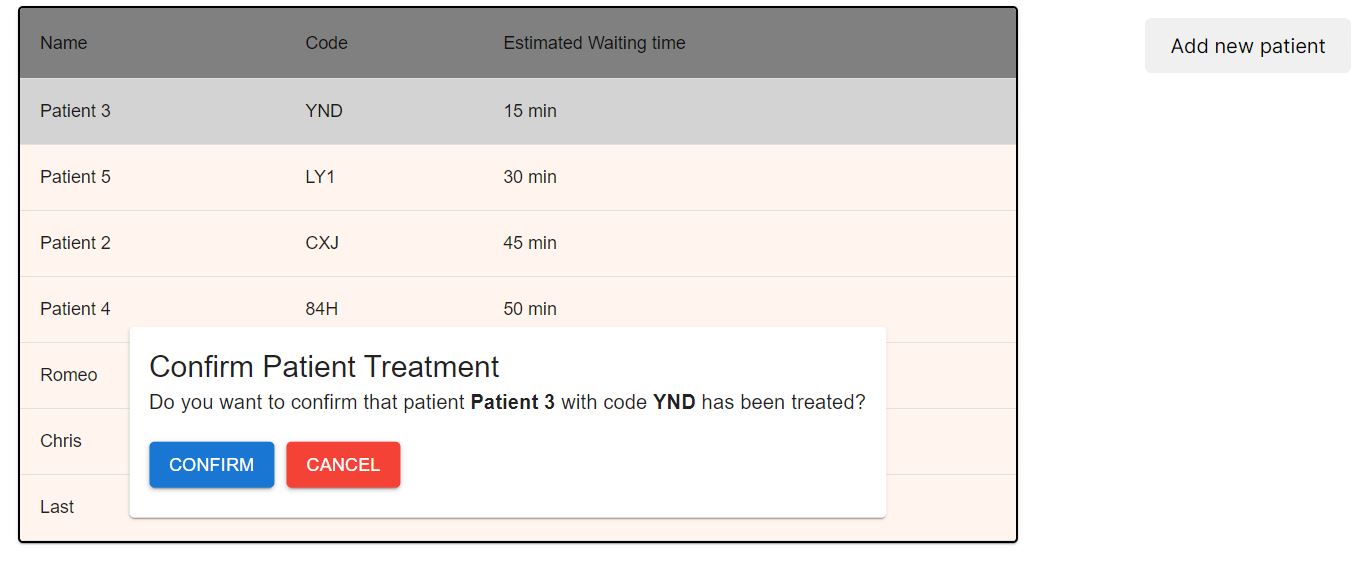 Name Code Estimated Waiting time
Add new patient
Patient 3 YND 15 min
Patient 5 LY1 30 min
Patient 2 CXJ 45 min
Patient 4 84H 50 min
Romeo
Chris
Last
Confirm Patient Treatment
Do you want to confirm that patient Patient 3 with code YND has been treated?
CONFIRM CANCEL